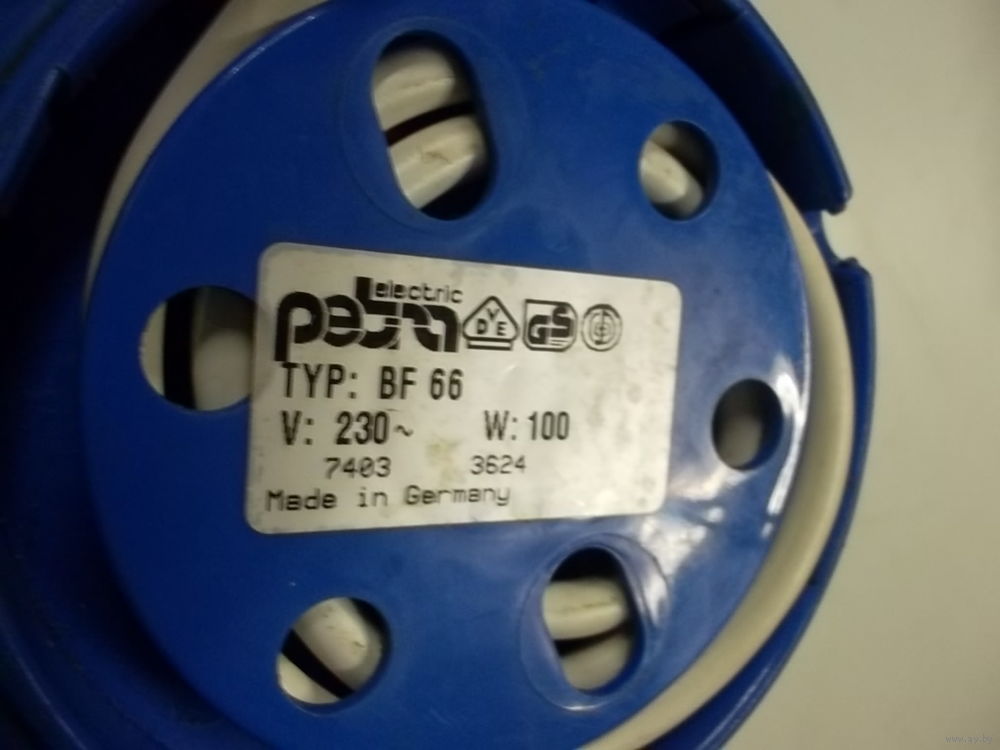 petra electric VDE GS
TYP: BF 66
V: 230~ W: 100
7403 3624
Made in Germany